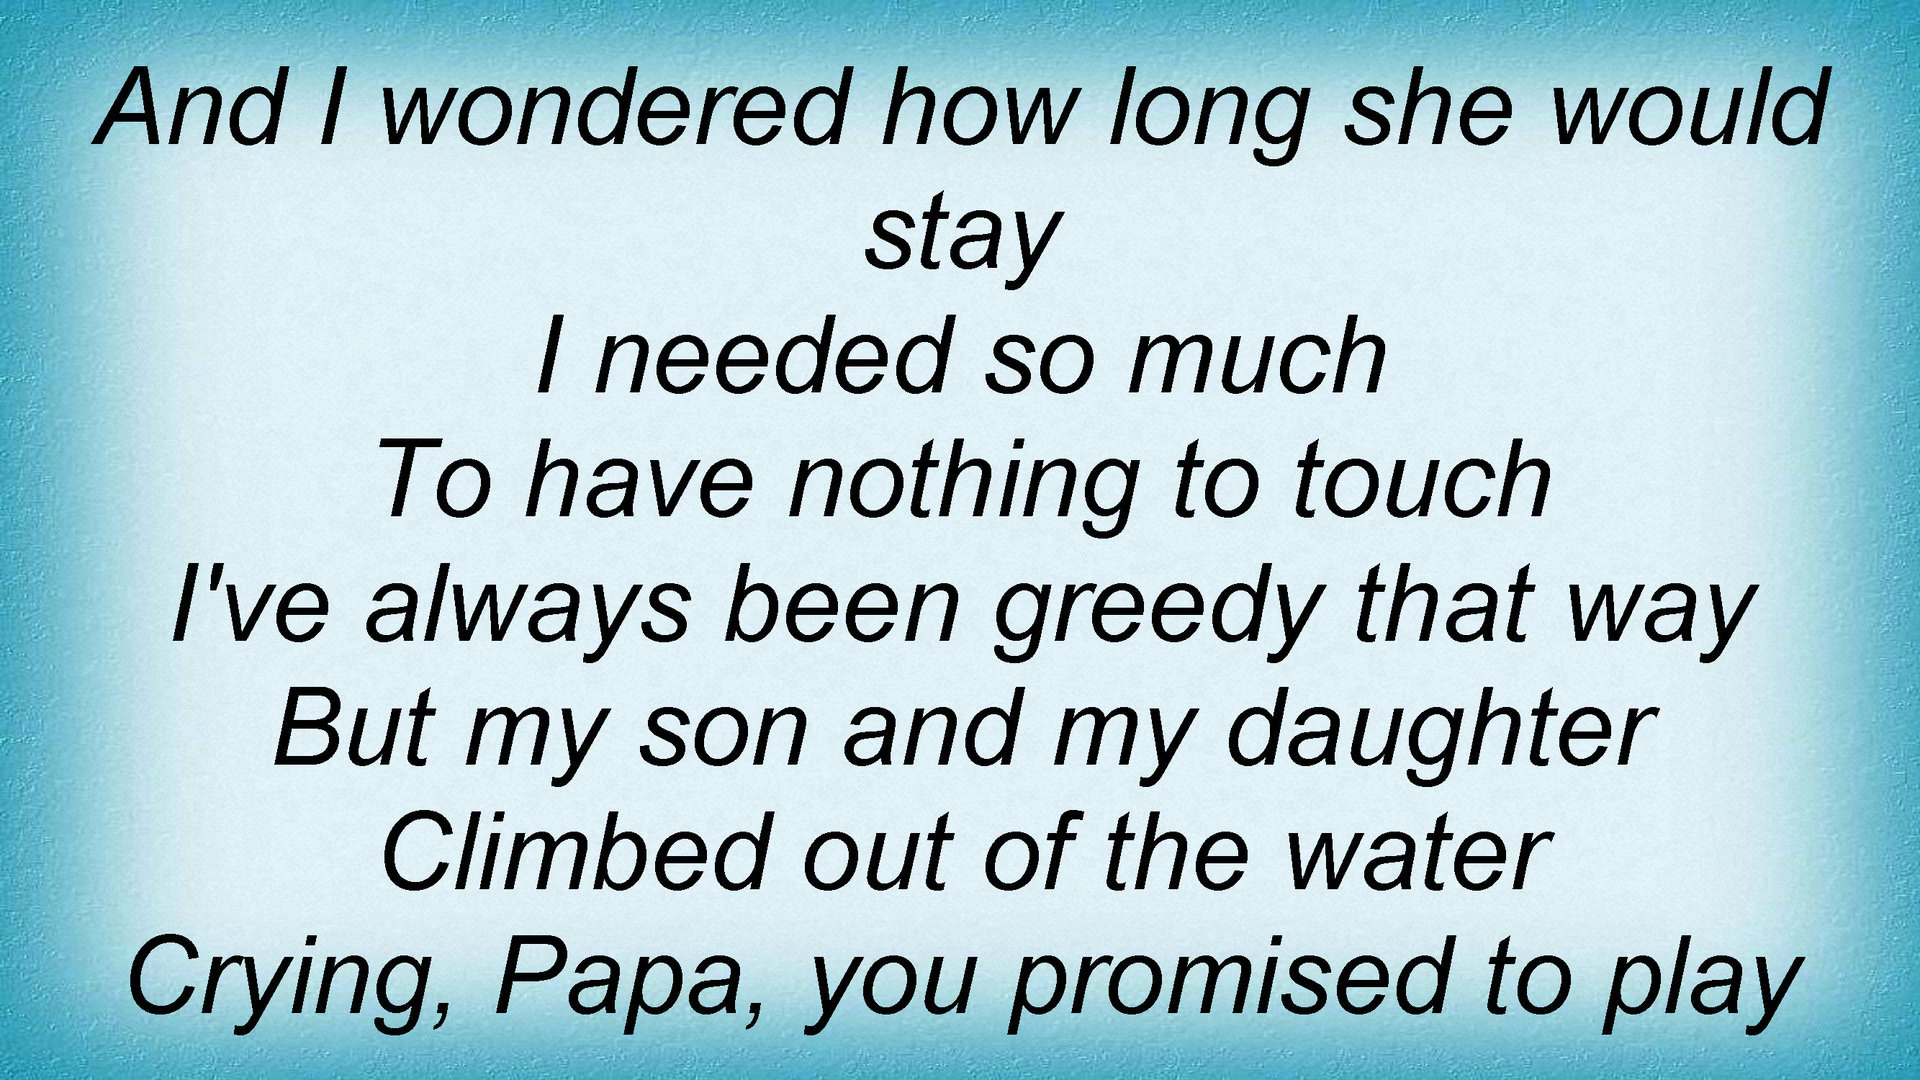 And I wondered how long she would
stay
I needed so much
To have nothing to touch
I've always been greedy that way
But my son and my daughter
Climbed out of the water
Crying, Papa, you promised to play